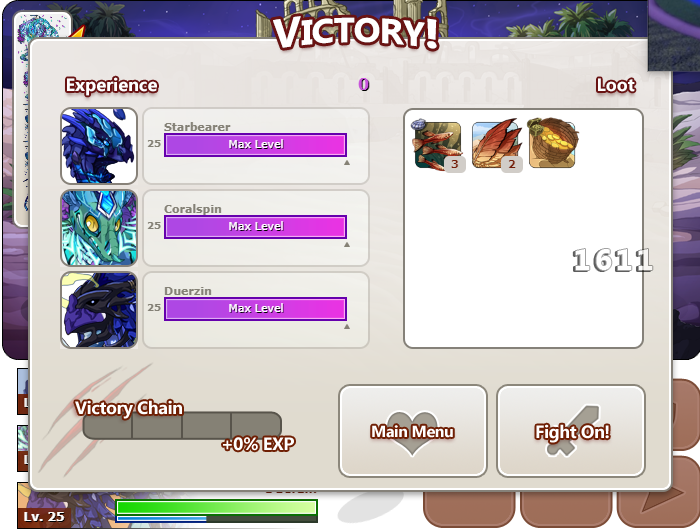 VICTORY!
Experience 0 Loot
Starbearer
25 Max Level
3 2
Coralspin
25 Max Level
1611
Duerzin
25 Max Level
Victory Chain
+0% EXP
Main Menu
Fight On!
Lv. 25